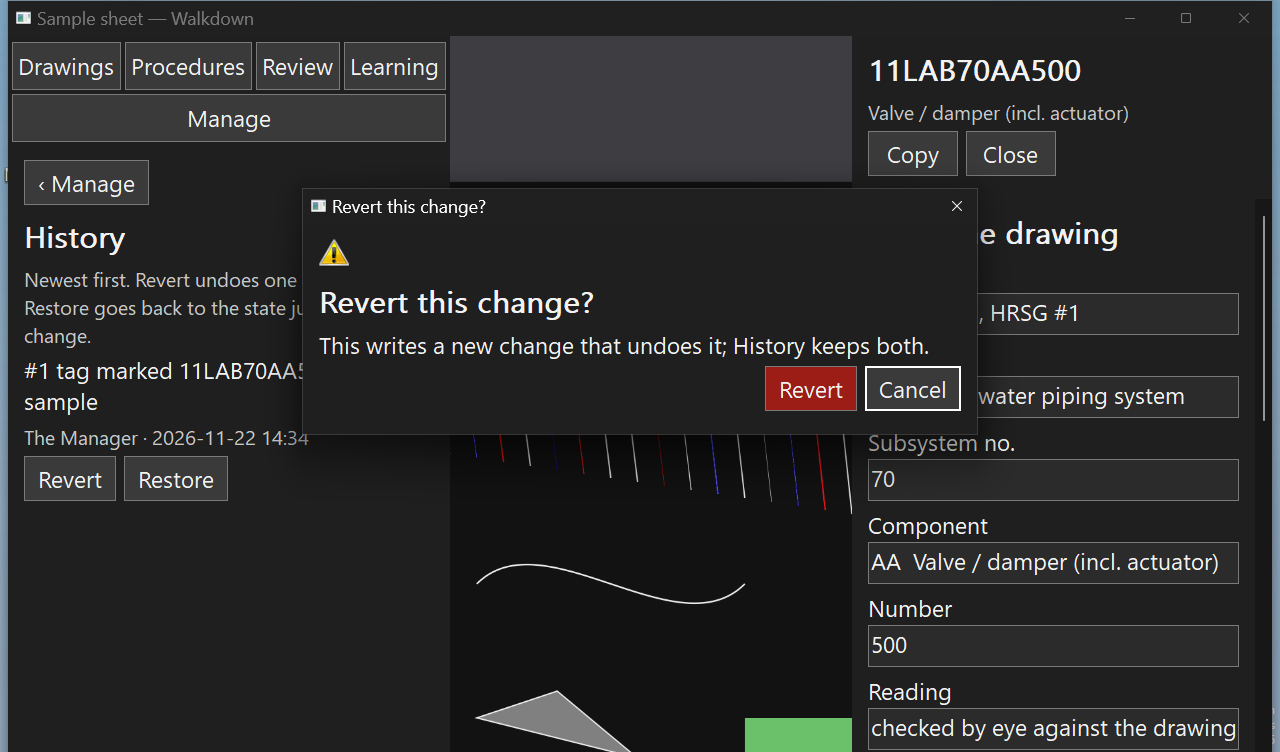 Sample sheet — Walkdown
Drawings
Procedures
Review
Learning
Manage
‹ Manage
History
Newest first. Revert undoes one
Restore goes back to the state
change.
#1 tag marked
sample
The Manager · 2026-11-22 14:34
Revert
Restore
Revert this change?
Revert this change?
This writes a new change that undoes it; History keeps both.
Revert
Cancel
11LAB70AA500
Valve / damper (incl. actuator)
Copy
Close
drawing
, HRSG #1
water piping system
Subsystem no.
70
Component
AA Valve / damper (incl. actuator)
Number
500
Reading
checked by eye against the drawing